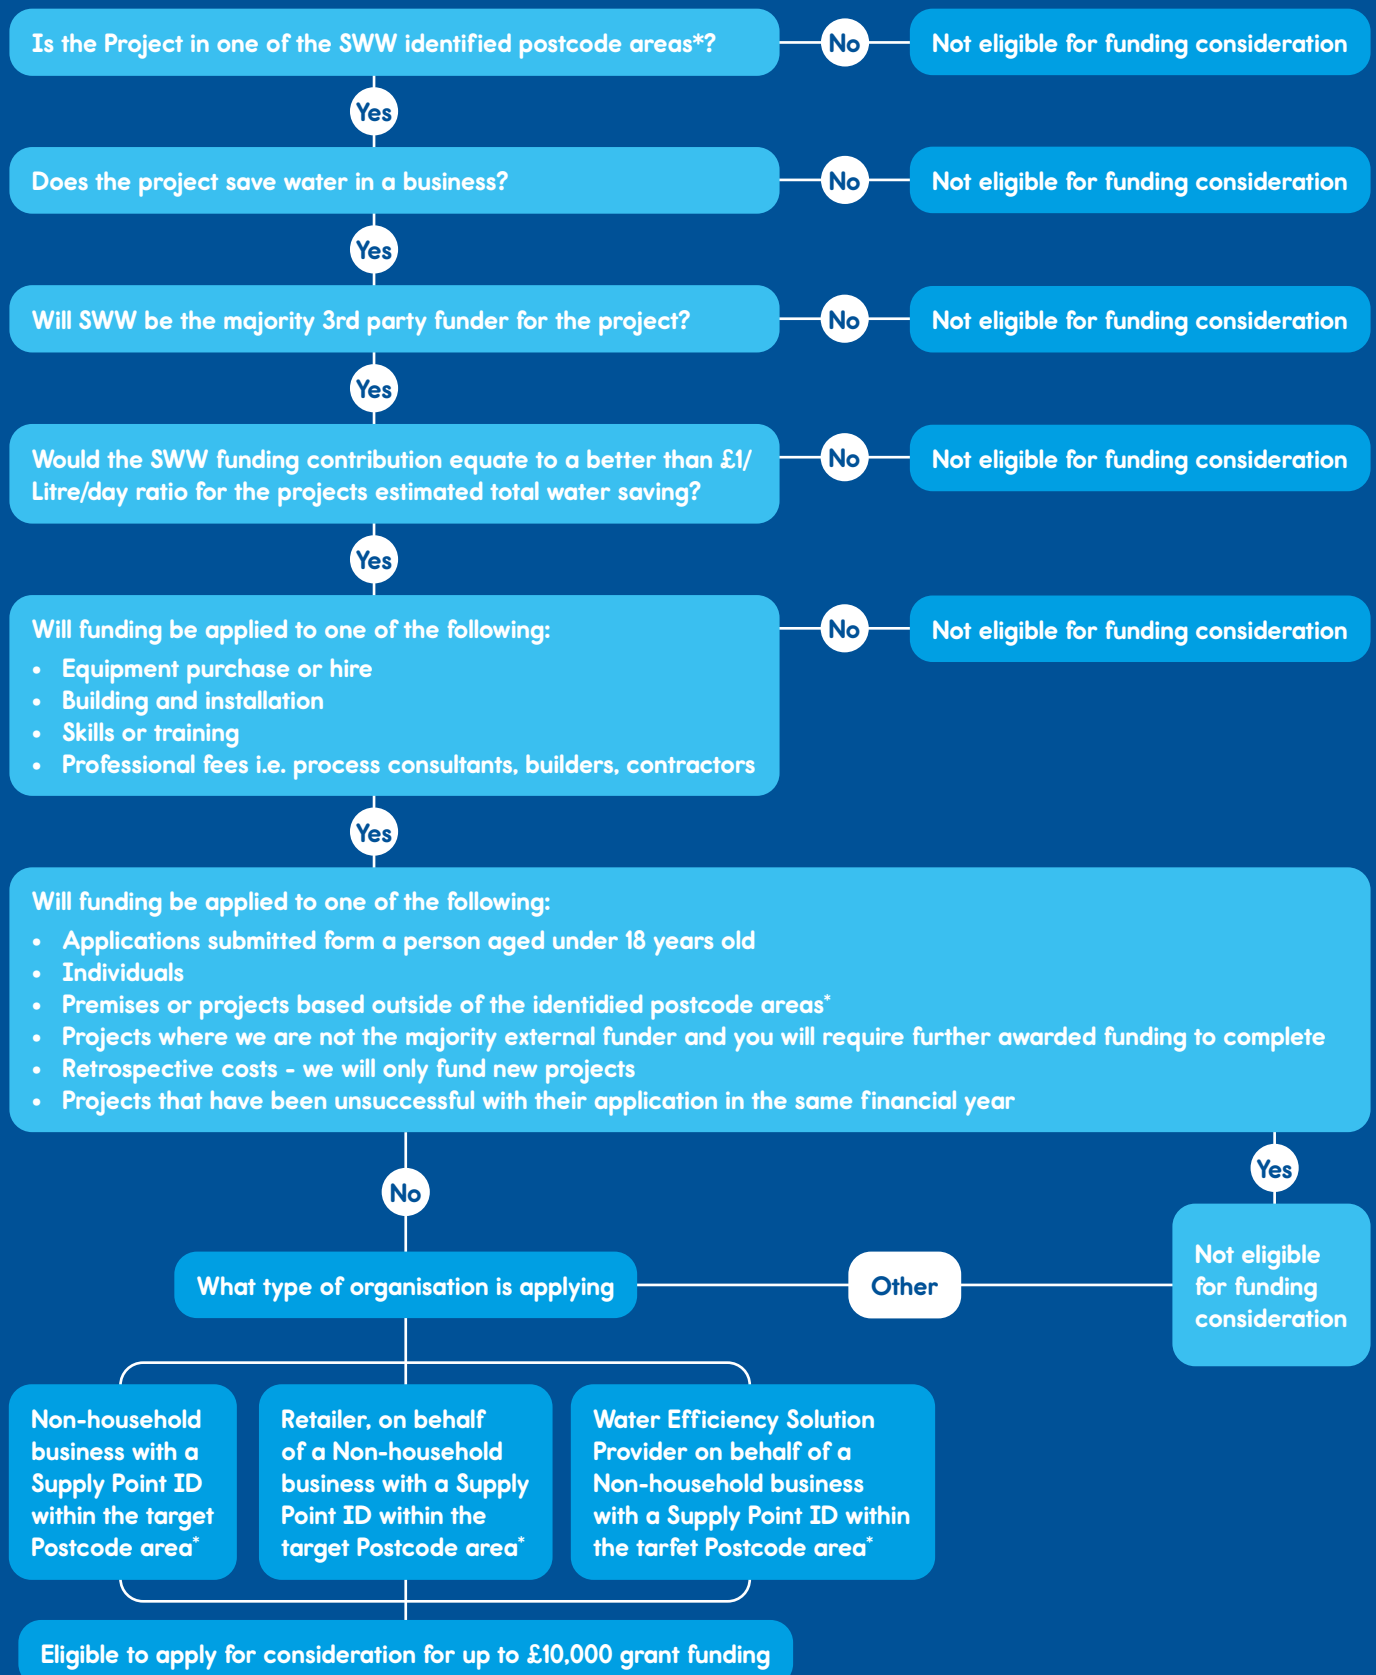 Is the Project in one of the SWW identified postcode areas*?
No
Not eligible for funding consideration
Yes
Does the project save water in a business?
No
Not eligible for funding consideration
Yes
Will SWW be the majority 3rd party funder for the project?
No
Not eligible for funding consideration
Yes
Would the SWW funding contribution equate to a better than £1/
Litre/day ratio for the projects estimated total water saving?
No
Not eligible for funding consideration
Yes
Will funding be applied to one of the following:
• Equipment purchase or hire
• Building and installation
• Skills or training
• Professional fees i.e. process consultants, builders, contractors
No
Not eligible for funding consideration
Yes
Will funding be applied to one of the following:
• Applications submitted form a person aged under 18 years old
• Individuals
• Premises or projects based outside of the identidied postcode areas*
• Projects where we are not the majority external funder and you will require further awarded funding to complete
• Retrospective costs - we will only fund new projects
• Projects that have been unsuccessful with their application in the same financial year
No
Yes
What type of organisation is applying
Other
Not eligible
for funding
consideration
Non-household
business with a
Supply Point ID
within the target
Postcode area*
Retailer, on behalf
of a Non-household
business with a Supply
Point ID within the
target Postcode area*
Water Efficiency Solution
Provider on behalf of a
Non-household business
with a Supply Point ID within
the tarfet Postcode area*
Eligible to apply for consideration for up to £10,000 grant funding